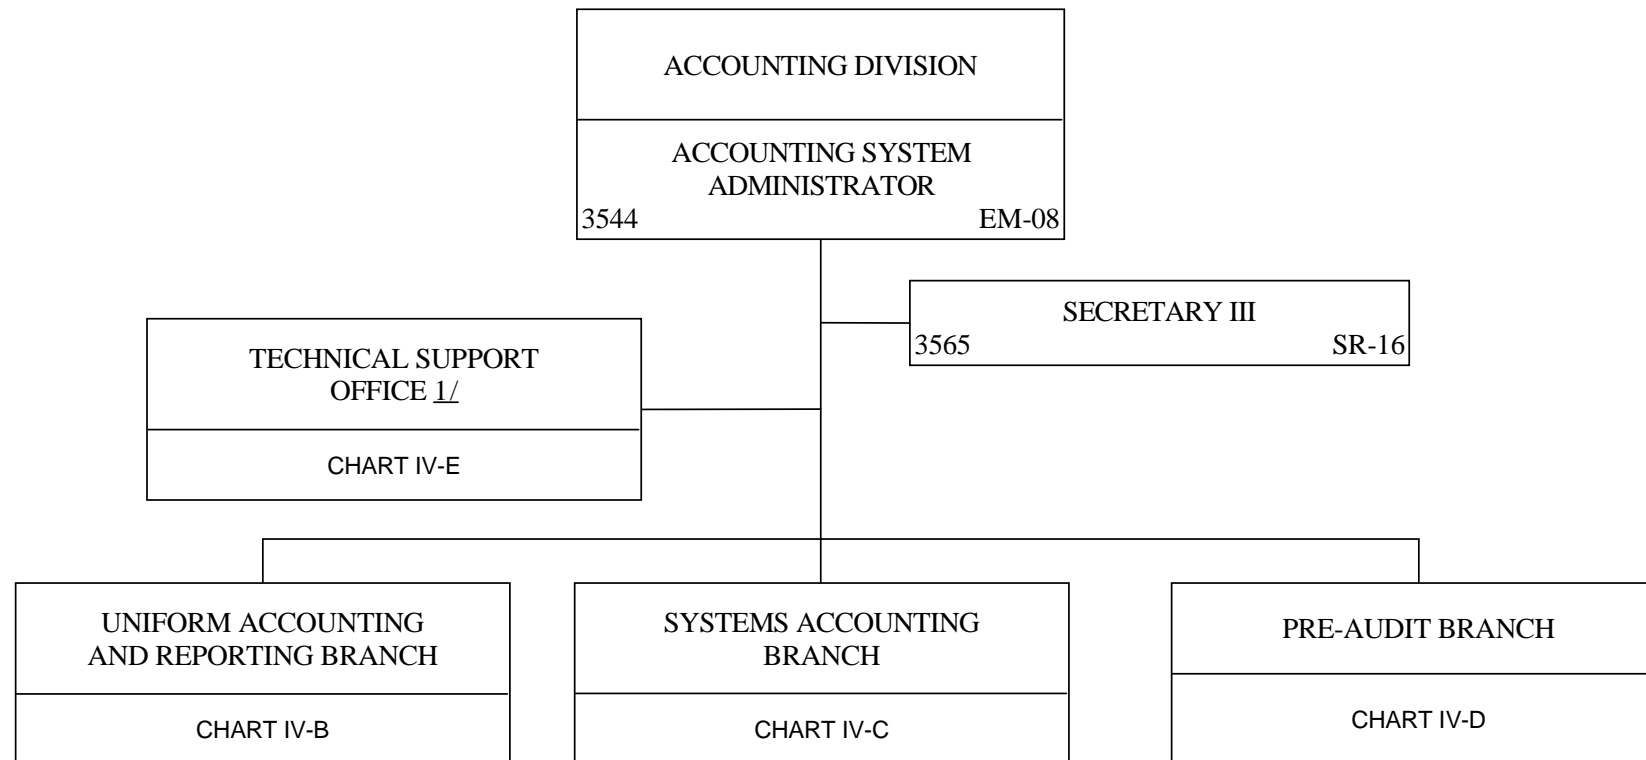 ACCOUNTING DIVISION
ACCOUNTING SYSTEM
ADMINISTRATOR
3544 EM-08
SECRETARY III
3565 SR-16
TECHNICAL SUPPORT
OFFICE 1/
CHART IV-E
UNIFORM ACCOUNTING
AND REPORTING BRANCH
CHART IV-B
SYSTEMS ACCOUNTING
BRANCH
CHART IV-C
PRE-AUDIT BRANCH
CHART IV-D